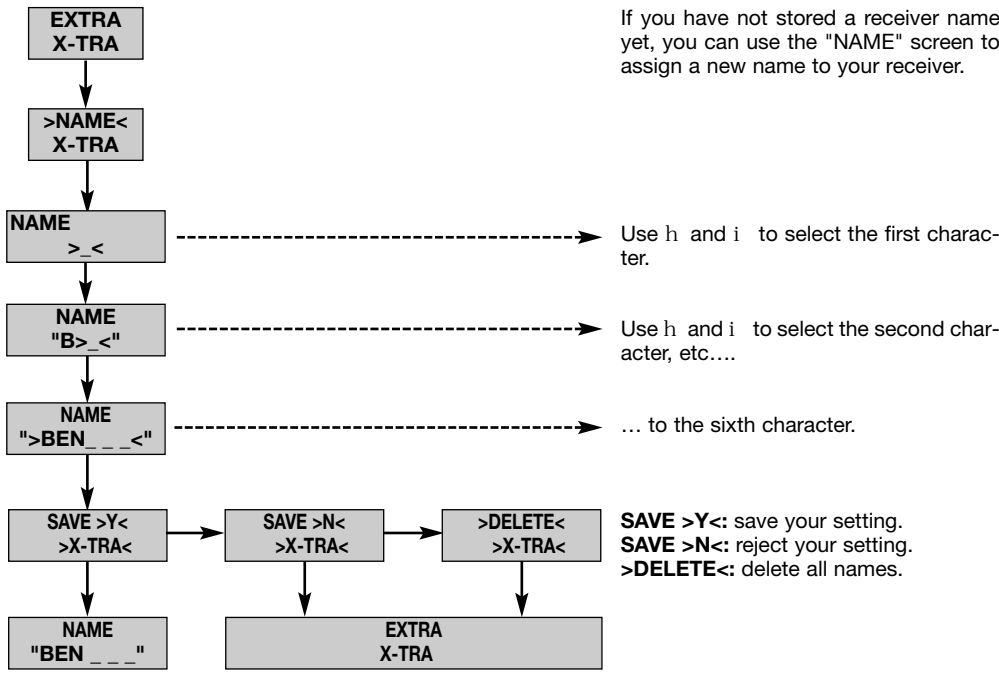 EXTRA
X-TRA
If you have not stored a receiver name
yet, you can use the "NAME" screen to
assign a new name to your receiver.
>NAME<
X-TRA
NAME
>_<
Use h and i to select the first charac-
ter.
NAME
"B>_<"
Use h and i to select the second char-
acter, etc….
NAME
">BEN_ _ _<"
… to the sixth character.
SAVE >Y<
>X-TRA<
SAVE >N<
>X-TRA<
>DELETE<
>X-TRA<
SAVE >Y<: save your setting.
SAVE >N<: reject your setting.
>DELETE<: delete all names.
NAME
"BEN _ _ _"
EXTRA
X-TRA